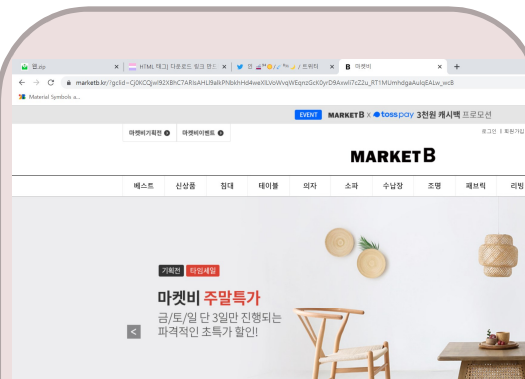 웹.zip
HTML 태그] 다운로드 링크 만드
/ 트위터
B 마켓비
marketb.kr/?gclid=Cj0KCQjwl92XBhC7ARIsAHLl9alkPNbkhHd4weXILVoWvqWEqnzGcK0yrD9Axwli7cZZu_RT1MUmhdgaAulqEALw_wcB
Material Symbols a...
EVENT MARKET B × toss pay 3천원 캐시백 프로모션
마켓비기획전 마켓비이벤트
로그인 회원가입
MARKET B
베스트 신상품 침대 테이블 의자 소파 수납장 조명 패브릭 리빙
기획전 타임세일
마켓비 주말특가
금/토/일 단 3일만 진행되는
파격적인 초특가 할인!
<